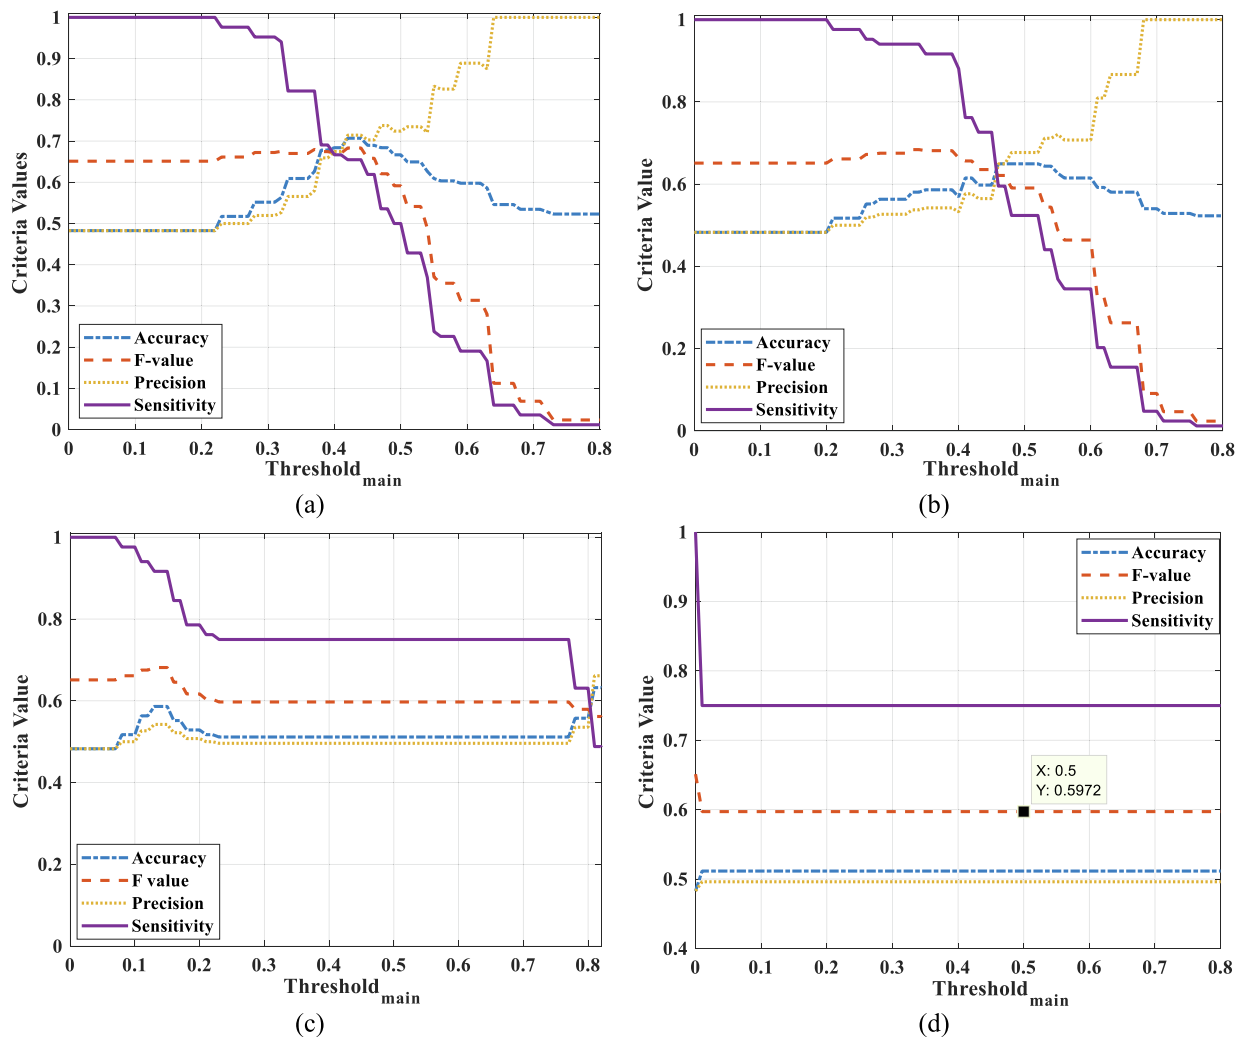 1
0.9
0.8
0.7
0.6
0.5
0.4
0.3
0.2
0.1
0
Criteria Values
Accuracy
F-value
Precision
Sensitivity
0 0.1 0.2 0.3 0.4 0.5 0.6 0.7 0.8
Threshold main
(a)
1
0.8
0.6
0.4
0.2
0
Criteria Value
Accuracy
F-value
Precision
Sensitivity
0 0.1 0.2 0.3 0.4 0.5 0.6 0.7 0.8
Threshold main
(b)
1
0.8
0.6
0.4
0.2
0
Criteria Value
Accuracy
F value
Precision
Sensitivity
0 0.1 0.2 0.3 0.4 0.5 0.6 0.7 0.8
Threshold main
(c)
1
0.9
0.8
0.7
0.6
0.5
0.4
Criteria Value
Accuracy
F-value
Precision
Sensitivity
X: 0.5
Y: 0.5972
0 0.1 0.2 0.3 0.4 0.5 0.6 0.7 0.8
Threshold main
(d)